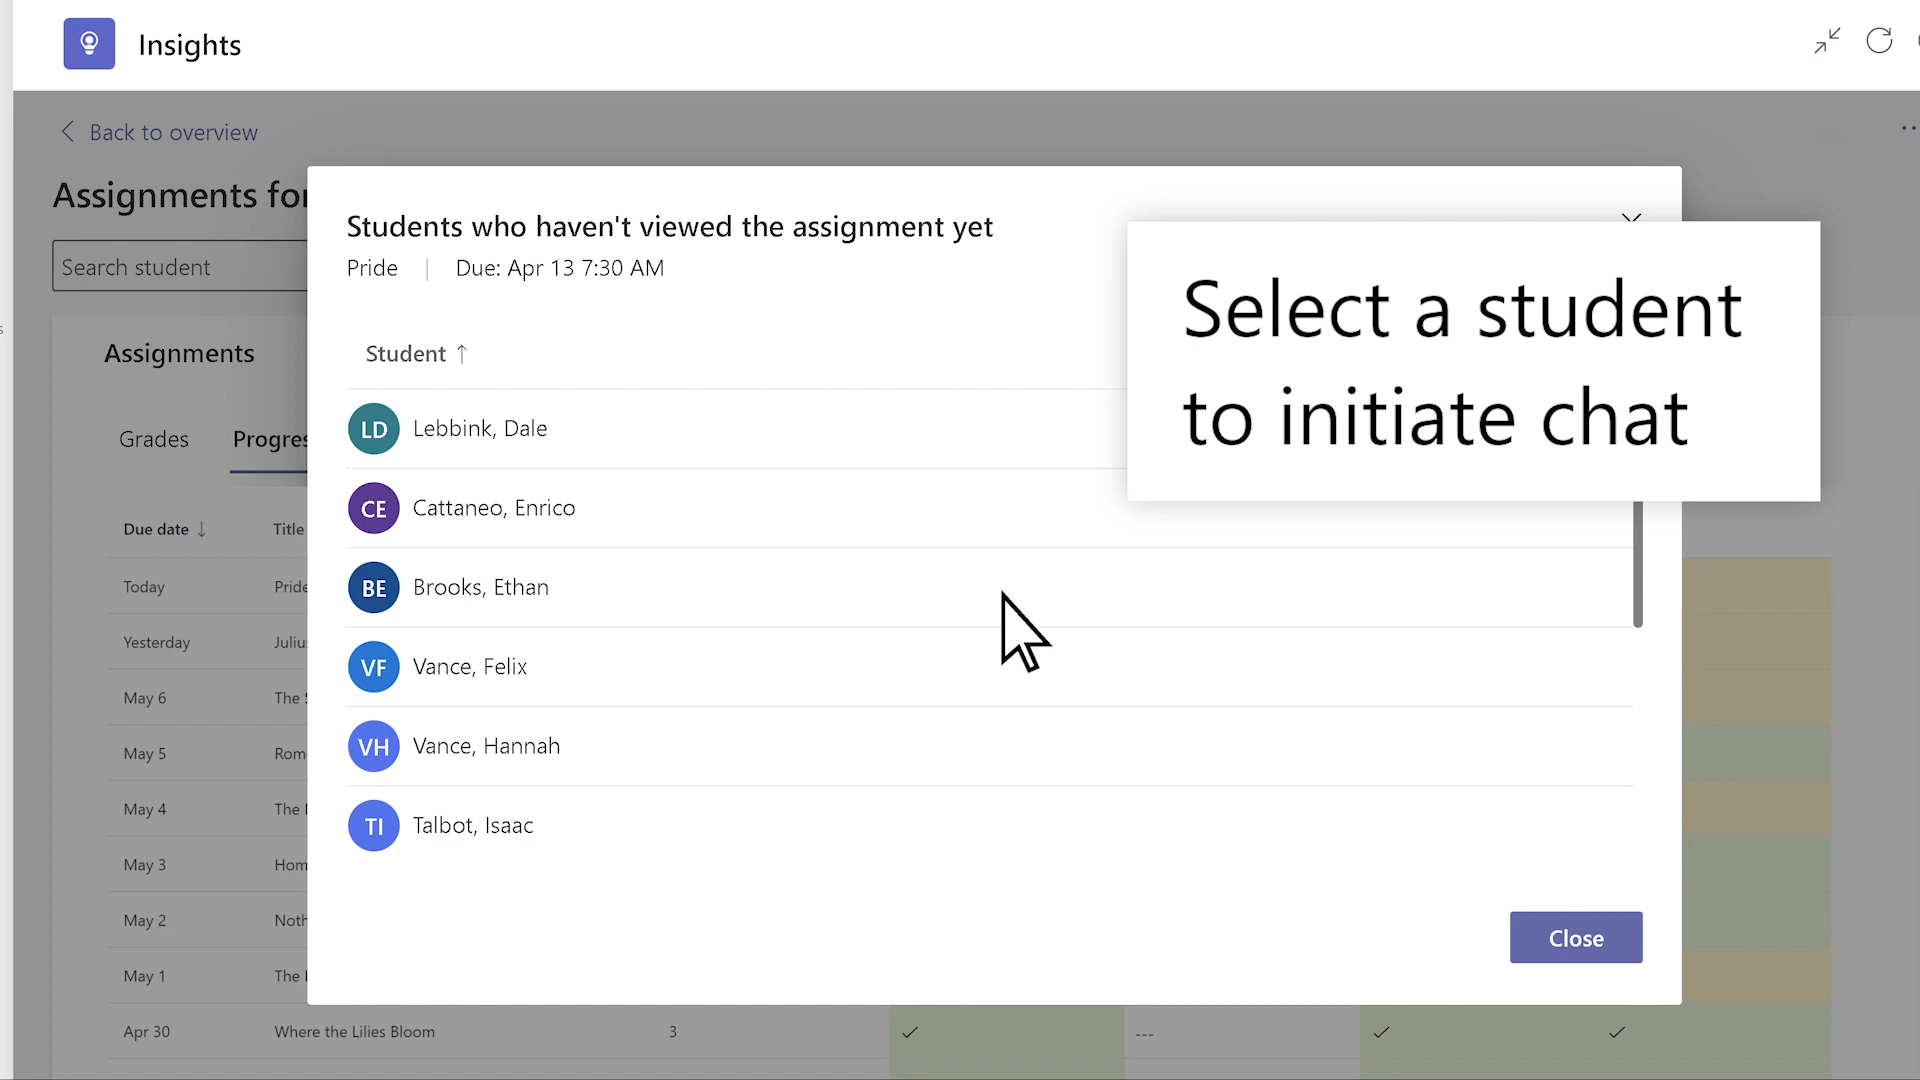 Insights
Back to overview
Assignments for
Search student
Assignments
Grades
Progres
Due date ↓
Title
Today
Pride
Yesterday
Juliu
May 6
The
May 5
Rom
May 4
The
May 3
Hom
May 2
Noth
May 1
The
Apr 30
Where the Lilies Bloom
3
---
Students who haven't viewed the assignment yet
Pride | Due: Apr 13 7:30 AM
Student ↑
LD Lebbink, Dale
CE Cattaneo, Enrico
BE Brooks, Ethan
VF Vance, Felix
VH Vance, Hannah
TI Talbot, Isaac
Close
Select a student
to initiate chat